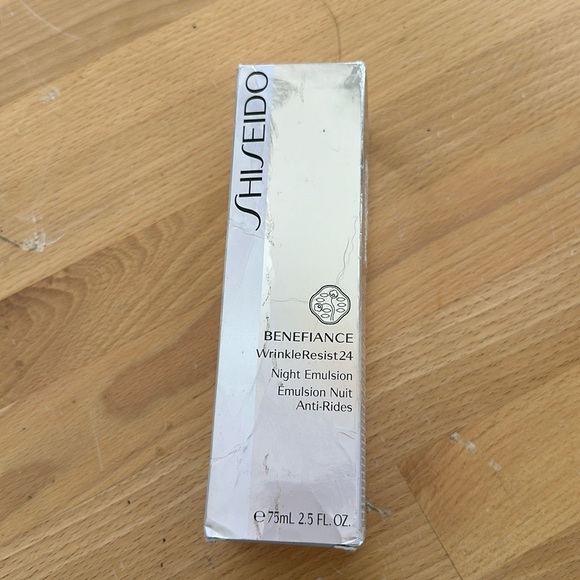 SHISEIDO
BENEFIANCE
WrinkleResist24
Night Emulsion
Émulsion Nuit
Anti-Rides
℮75mL 2.5 FL. OZ.